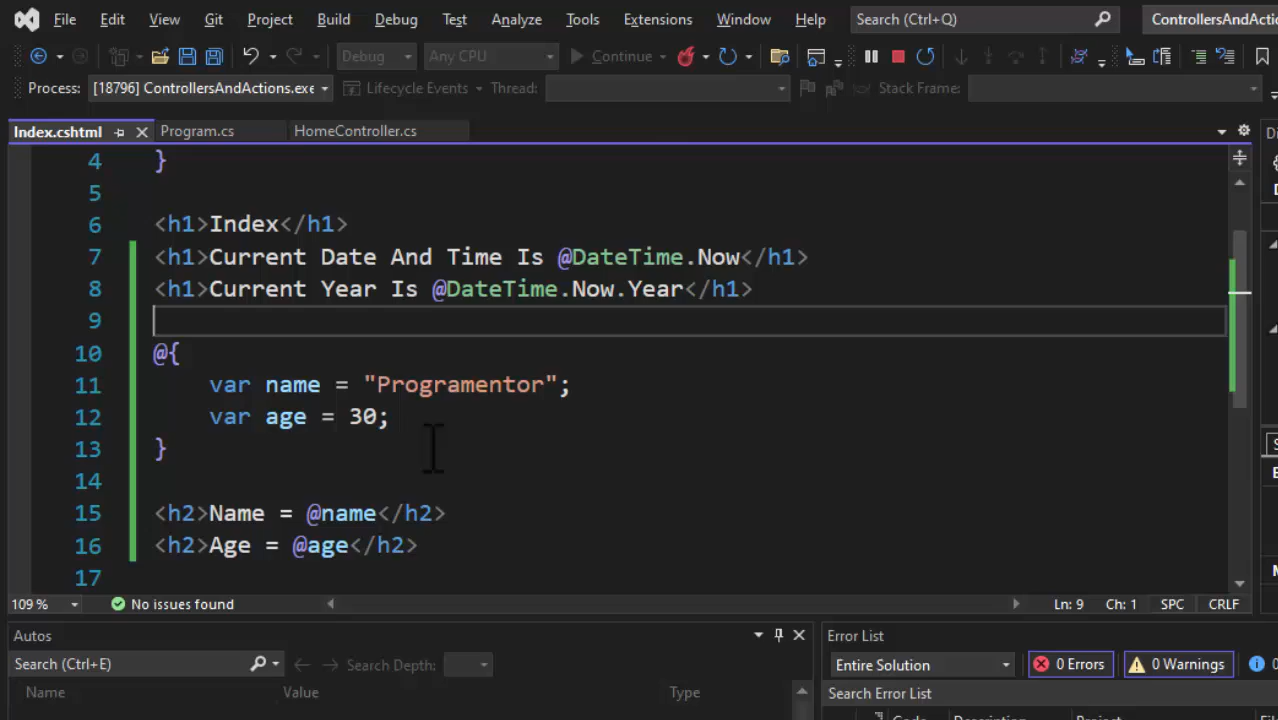 File Edit View Git Project Build Debug Test Analyze Tools Extensions Window Help Search (Ctrl+Q) ControllersAndActio
Debug Any CPU Continue
Process: [18796] ControllersAndActions.exe Lifecycle Events Thread: Stack Frame:
Index.cshtml Program.cs HomeController.cs
4 }
5
6 <h1>Index</h1>
7 <h1>Current Date And Time Is @DateTime.Now</h1>
8 <h1>Current Year Is @DateTime.Now.Year</h1>
9
10 @{
11 var name = "Programentor";
12 var age = 30;
13 }
14
15 <h2>Name = @name</h2>
16 <h2>Age = @age</h2>
17
109 % No issues found Ln: 9 Ch: 1 SPC CRLF
Autos
Search (Ctrl+E) Search Depth:
Name Value Type
Error List
Entire Solution 0 Errors 0 Warnings 0
Search Error List
Code Description Project